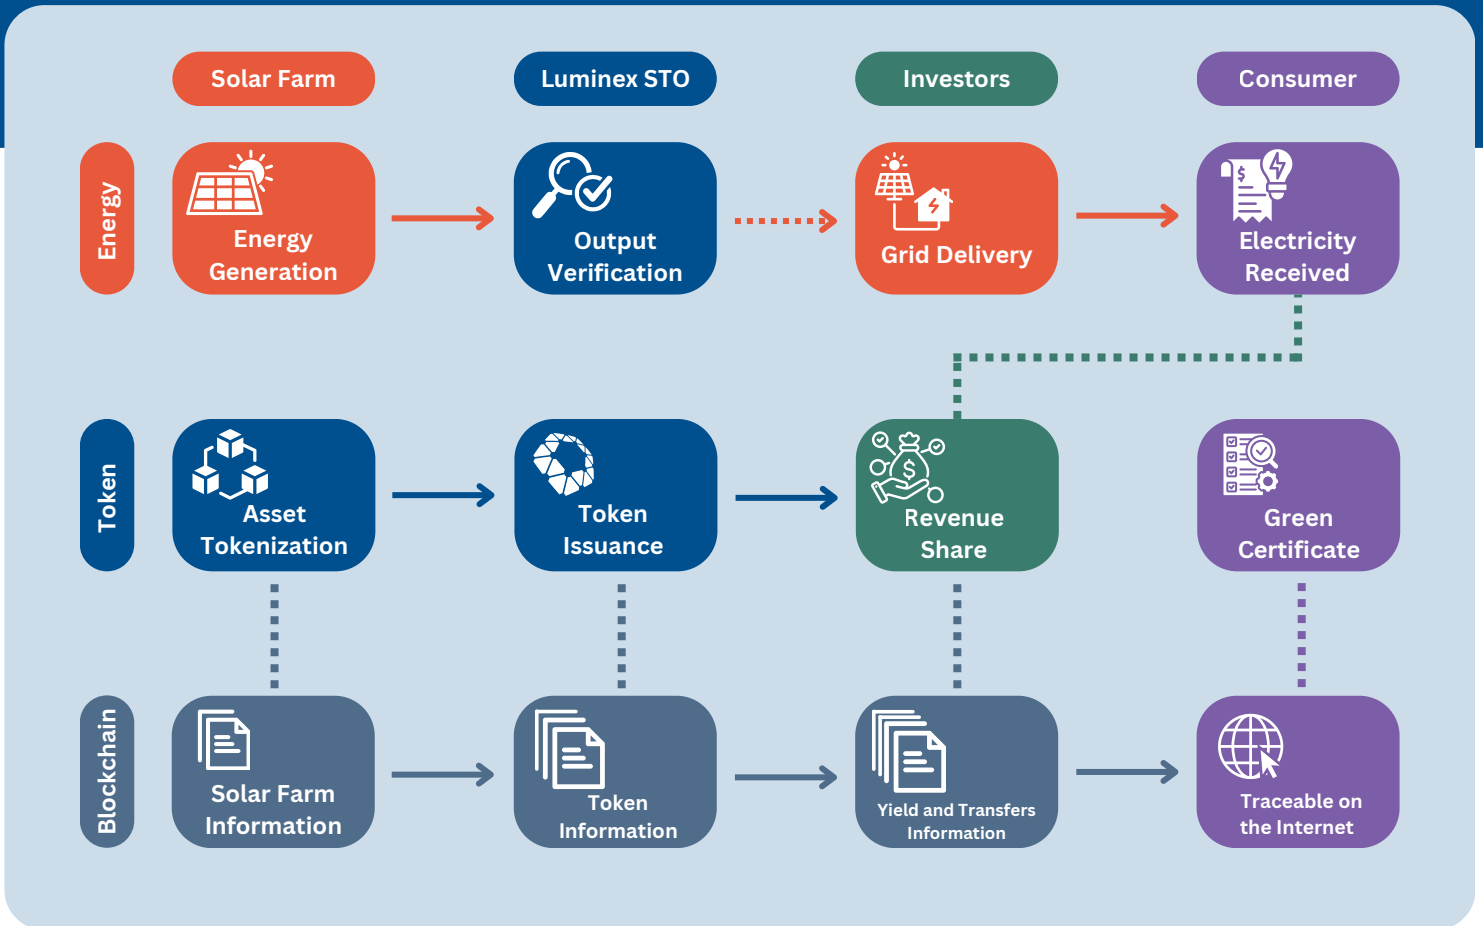 Solar Farm
Luminex STO
Investors
Consumer
Energy
Energy
Generation
Output
Verification
Grid Delivery
$
Electricity
Received
Token
Asset
Tokenization
Token
Issuance
$
Revenue
Share
Green
Certificate
Blockchain
Solar Farm
Information
Token
Information
Yield and Transfers
Information
Traceable on
the Internet